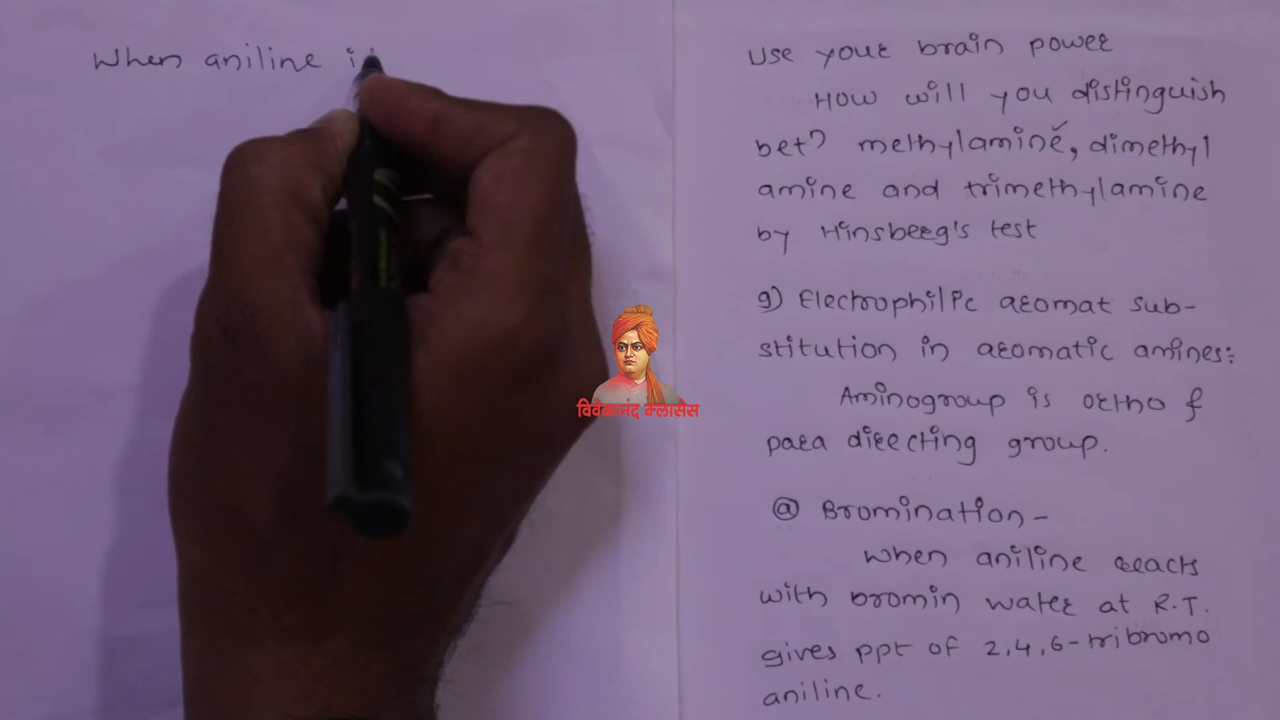 When aniline i
Use your brain power
How will you distinguish
betn methylamine, dimethyl
amine and trimethylamine
by Hinsberg's test
g) Electrophilic aromat sub-
stitution in aromatic amines:
Aminogroup is ortho &
para directing group.
ⓐ Bromination-
When aniline reacts
with bromin water at R.T.
gives ppt of 2,4,6-tribromo
aniline.
विवेकानंद क्लासेस